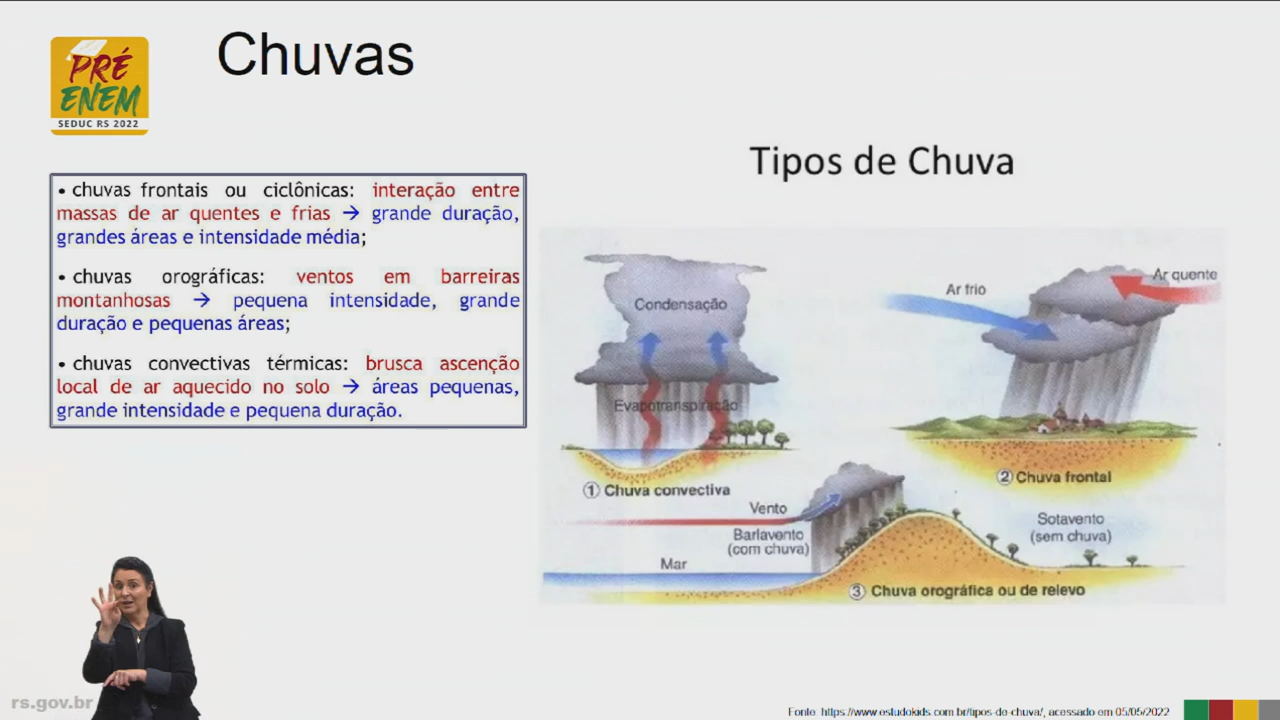 Chuvas
PRÉ
ENEM
SEDUC RS 2022
Tipos de Chuva
• chuvas frontais ou ciclônicas: interação entre
massas de ar quentes e frias → grande duração,
grandes áreas e intensidade média;
• chuvas orográficas: ventos em barreiras
montanhosas → pequena intensidade, grande
duração e pequenas áreas;
• chuvas convectivas térmicas: brusca ascenção
local de ar aquecido no solo → áreas pequenas,
grande intensidade e pequena duração.
Condensação
Evapotranspiração
① Chuva convectiva
Ar frio
Ar quente
② Chuva frontal
Vento
Barlavento
(com chuva)
Mar
Sotavento
(sem chuva)
③ Chuva orográfica ou de relevo
rs.gov.br
Fonte: https://www.estudokids.com.br/tipos-de-chuva/, acessado em 05/05/2022